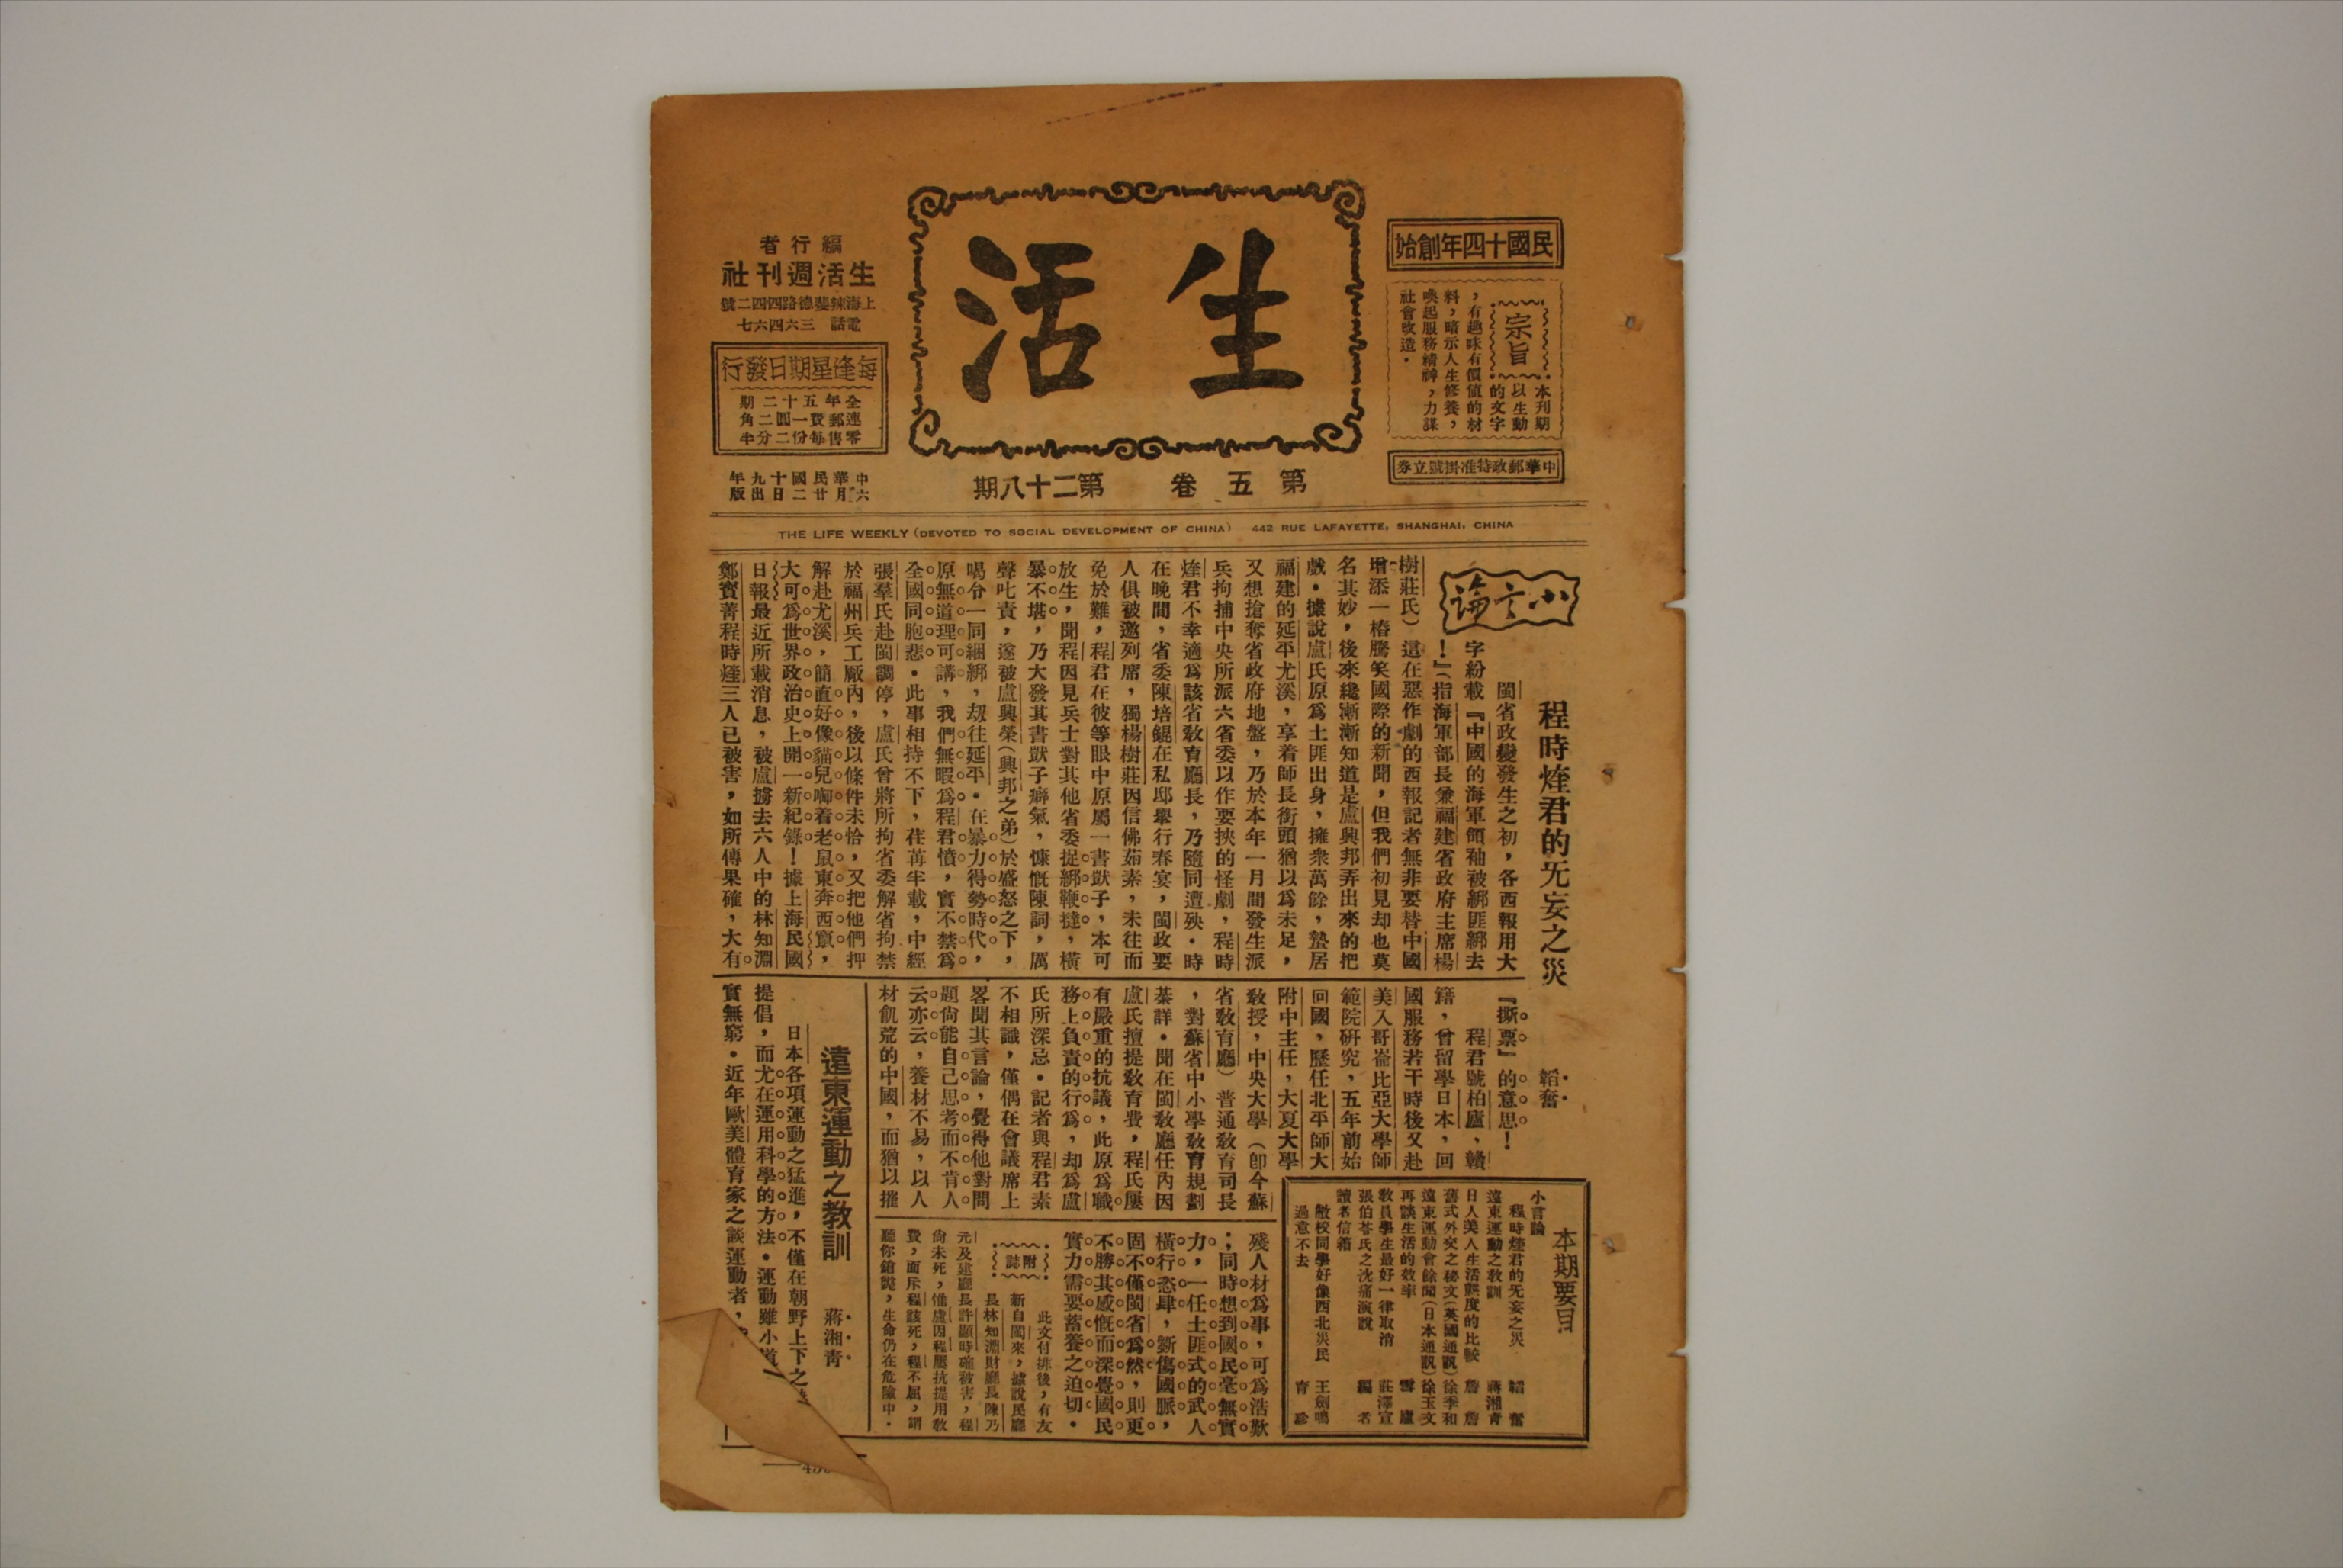 民國十四年創始
宗旨
本刊期
以生動
的文字
，有趣味有價値的材
料，暗示人生修養，
喚起服務精神，力謀
社會改造．
中華郵政特准掛號立券
生活
第五卷　第二十八期
編行者
生活週刊社
上海辣斐德路四四二號
電話　三六四六七
每逢星期日發行
全年五十二期
連郵費一圓二角
零售每份二分半
中華民國十九年
六月廿二日出版
THE LIFE WEEKLY (DEVOTED TO SOCIAL DEVELOPMENT OF CHINA) 442 RUE LAFAYETTE, SHANGHAI, CHINA
小言論
程時煃君的旡妄之災
韜奮
閩省政變發生之初，各西報用大
字紛載『中國的海軍領袖被綁匪綁去
！』（指海軍部長兼福建省政府主席楊
樹莊氏）這在惡作劇的西報記者無非要替中國
增添一樁騰笑國際的新聞，但我們初見却也莫
名其妙，後來纔漸漸知道是盧興邦弄出來的把
戲．據說盧氏原爲土匪出身，擁衆萬餘，蟄居
福建的延平尤溪，享着師長銜頭猶以爲未足，
又想搶奪省政府地盤，乃於本年一月間發生派
兵拘捕中央所派六省委以作要挾的怪劇，程時
煃君不幸適爲該省敎育廳長，乃隨同遭殃．時
在晚間，省委陳培錕在私邸舉行春宴，閩政要
人俱被邀列席，獨楊樹莊因信佛茹素，未往而
免於難，程君在彼等眼中原屬一書獃子，本可
放生，聞程因見兵士對其他省委捉綁鞭撻，橫
暴不堪，乃大發其書獃子癖氣，慷慨陳詞，厲
聲叱責，遂被盧興榮（興邦之弟）於盛怒之下，
喝令一同綑綁，刼往延平．在暴力得勢時代，
原無道理可講，我們無暇爲程君憤，實不禁爲
全國同胞悲．此事相持不下，荏苒半載，中經
張羣氏赴閩調停，盧氏曾將所拘省委解省拘禁
於福州兵工廠內，後以條件未恰，又把他們押
解赴尤溪，簡直好像貓兒啣着老鼠東奔西竄，
大可爲世界政治史上開一新紀錄！據上海民國
日報最近所載消息，被盧擄去六人中的林知淵
鄭寶菁程時煃三人已被害，如所傳果確，大有
『撕票』的意思！
程君號柏廬，贛
籍，曾留學日本，回
國服務若干時後又赴
美入哥崙比亞大學師
範院研究，五年前始
回國，歷任北平師大
附中主任，大夏大學
敎授，中央大學（卽今蘇
省敎育廳）普通敎育司長
，對蘇省中小學敎育規劃
綦詳．聞在閩敎廳任內因
盧氏擅提敎育費，程氏屢
有嚴重的抗議，此原爲職
務上負責的行爲，却爲盧
氏所深忌．記者與程君素
不相識，僅偶在會議席上
畧聞其言論，覺得他對問
題尙能自己思考而不肯人
云亦云，養材不易，以人
材飢荒的中國，而猶以摧
殘人材爲事，可爲浩歎
；同時想到國民毫無實
力，一任土匪式的武人
橫行恣肆，斵傷國脈，
固不僅閩省爲然，則更
不勝其感慨而深覺國民
實力需要蓄養之迫切．
附誌
此文付排後，有友
新自閩來，據說民廳
長林知淵財廳長陳乃
元及建廳長許顯時確被害，程
尙未死，惟盧因程屢抗提用敎
費，而斥程該死，程不屈，謂
聽你鎗斃，生命仍在危險中．
本期要目
小言論
程時煃君的旡妄之災　韜奮
遠東運動之敎訓　蔣湘青
日人美人生活態度的比較　詹詹
舊式外交之秘文（英國通訊）　徐季和
遠東運動會餘聞（日本通訊）　徐玉文
再談生活的效率　雲廬
敎員學生最好一律取消　莊澤宣
張伯苓氏之沈痛演說　編者
讀者信箱
敝校同學好像西北災民　王劍鳴
過意不去　育
遠東運動之敎訓
蔣湘青
日本各項運動之猛進，不僅在朝野上下之
提倡，而尤在運用科學的方法．運動雖小道
實無窮．近年歐美體育家之談運動者，